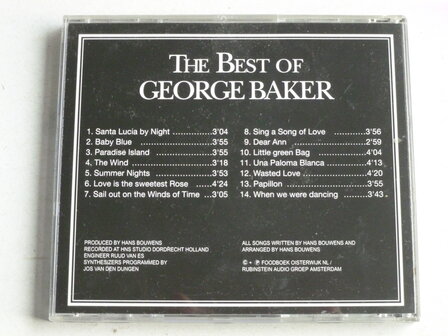 THE BEST OF
GEORGE BAKER
1. Santa Lucia by Night ..........3'04
2. Baby Blue ..........3'55
3. Paradise Island ..........3'55
4. The Wind ..........3'18
5. Summer Nights ..........3'53
6. Love is the sweetest Rose ..........4'24
7. Sail out on the Winds of Time ...3'05
8. Sing a Song of Love ..........3'56
9. Dear Ann ..........2'59
10. Little green Bag ..........4'04
11. Una Paloma Blanca ..........4'13
12. Wasted Love ..........4'20
13. Papillon ..........3'55
14. When we were dancing ..........3'43
PRODUCED BY HANS BOUWENS
RECORDED AT HNS STUDIO DORDRECHT HOLLAND
ENGINEER RUUD VAN ES
SYNTHESIZERS PROGRAMMED BY
JOS VAN DEN DUNGEN
ALL SONGS WRITTEN BY HANS BOUWENS AND
ARRANGED BY HANS BOUWENS
© + ℗ FOODBOEK OISTERWIJK NL /
RUBINSTEIN AUDIO GROEP AMSTERDAM